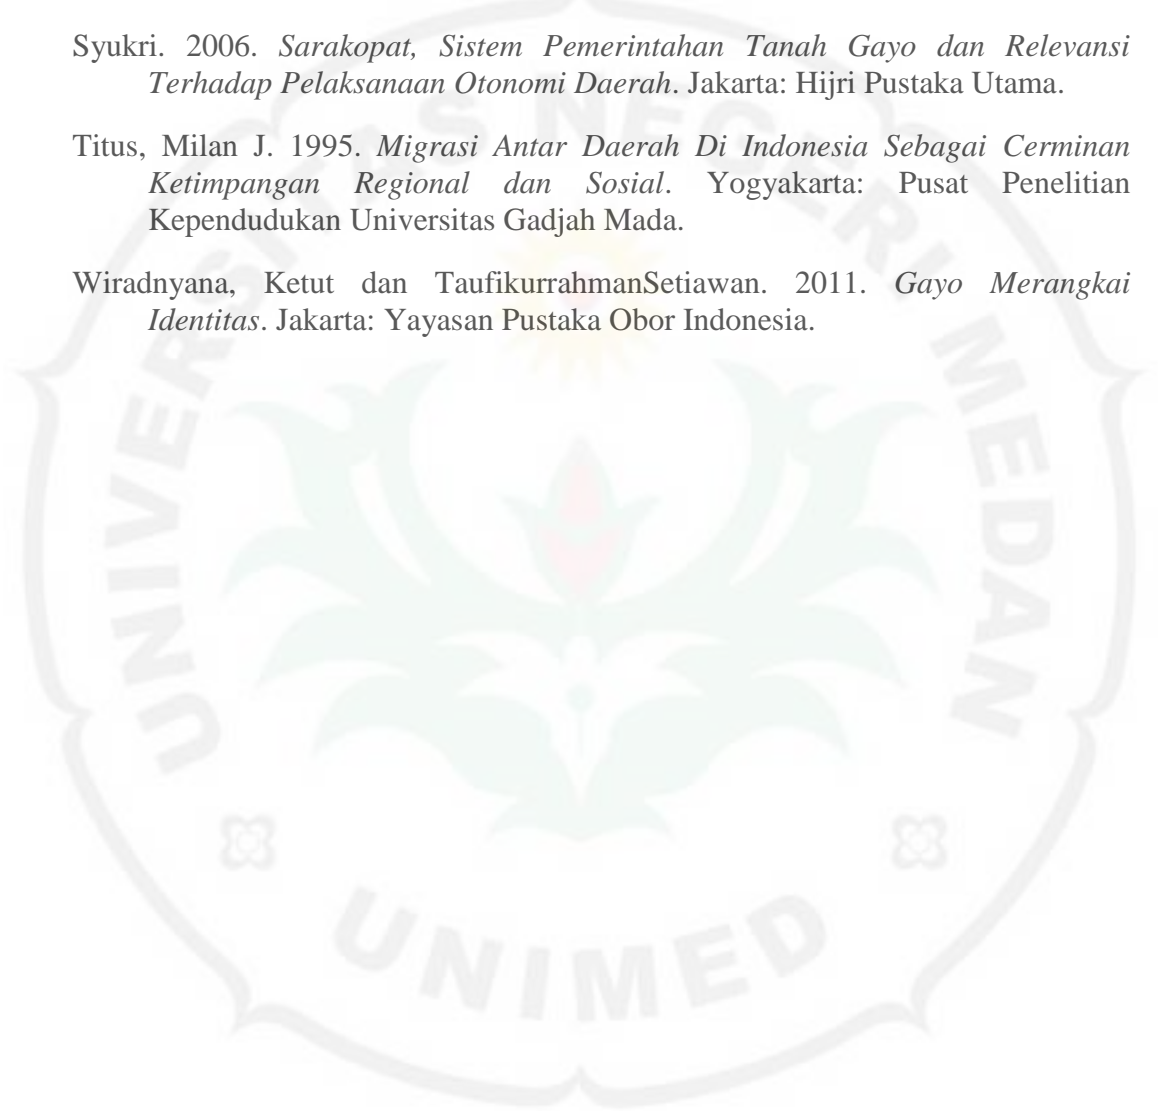 Syukri. 2006. Sarakopat, Sistem Pemerintahan Tanah Gayo dan Relevansi
Terhadap Pelaksanaan Otonomi Daerah. Jakarta: Hijri Pustaka Utama.
Titus, Milan J. 1995. Migrasi Antar Daerah Di Indonesia Sebagai Cerminan
Ketimpangan Regional dan Sosial. Yogyakarta: Pusat Penelitian
Kependudukan Universitas Gadjah Mada.
Wiradnyana, Ketut dan TaufikurrahmanSetiawan. 2011. Gayo Merangkai
Identitas. Jakarta: Yayasan Pustaka Obor Indonesia.
UNIVERSITAS NEGERI MEDAN
UNIMED